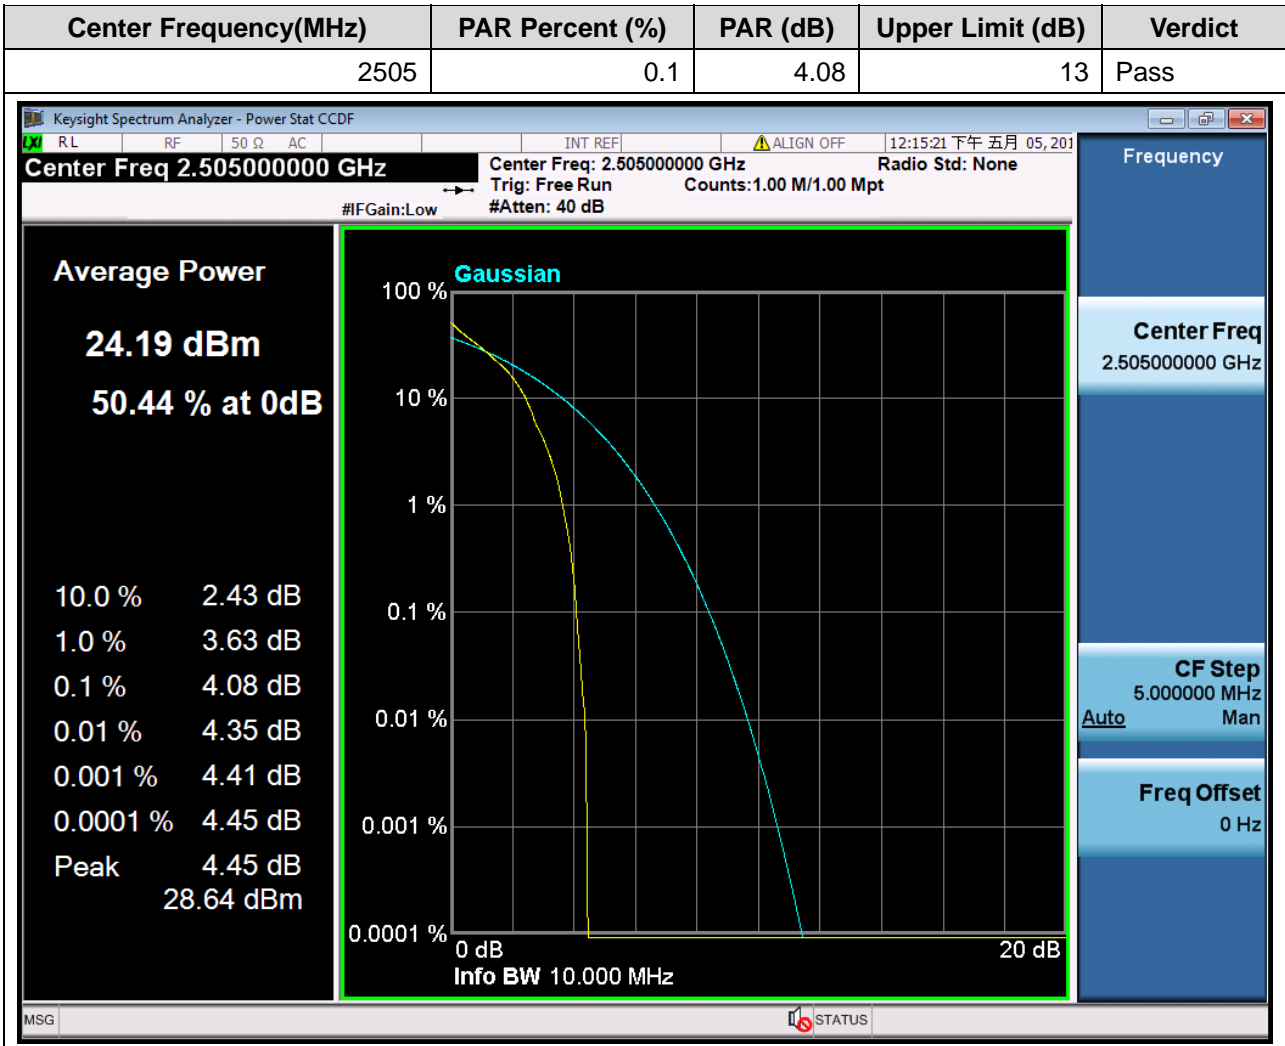 Center Frequency(MHz) PAR Percent (%) PAR (dB) Upper Limit (dB) Verdict
2505 0.1 4.08 13 Pass
Keysight Spectrum Analyzer - Power Stat CCDF
LXI RL RF 50 Ω AC INT REF ALIGN OFF 12:15:21 下午 五月 05, 201
Center Freq 2.505000000 GHz
Center Freq: 2.505000000 GHz Radio Std: None
Trig: Free Run Counts:1.00 M/1.00 Mpt
#IFGain:Low #Atten: 40 dB
Average Power
24.19 dBm
50.44 % at 0dB
10.0 % 2.43 dB
1.0 % 3.63 dB
0.1 % 4.08 dB
0.01 % 4.35 dB
0.001 % 4.41 dB
0.0001 % 4.45 dB
Peak 4.45 dB
28.64 dBm
Gaussian
100 %
10 %
1 %
0.1 %
0.01 %
0.001 %
0.0001 %
0 dB 20 dB
Info BW 10.000 MHz
Frequency
Center Freq
2.505000000 GHz
CF Step
5.000000 MHz
Auto Man
Freq Offset
0 Hz
MSG STATUS